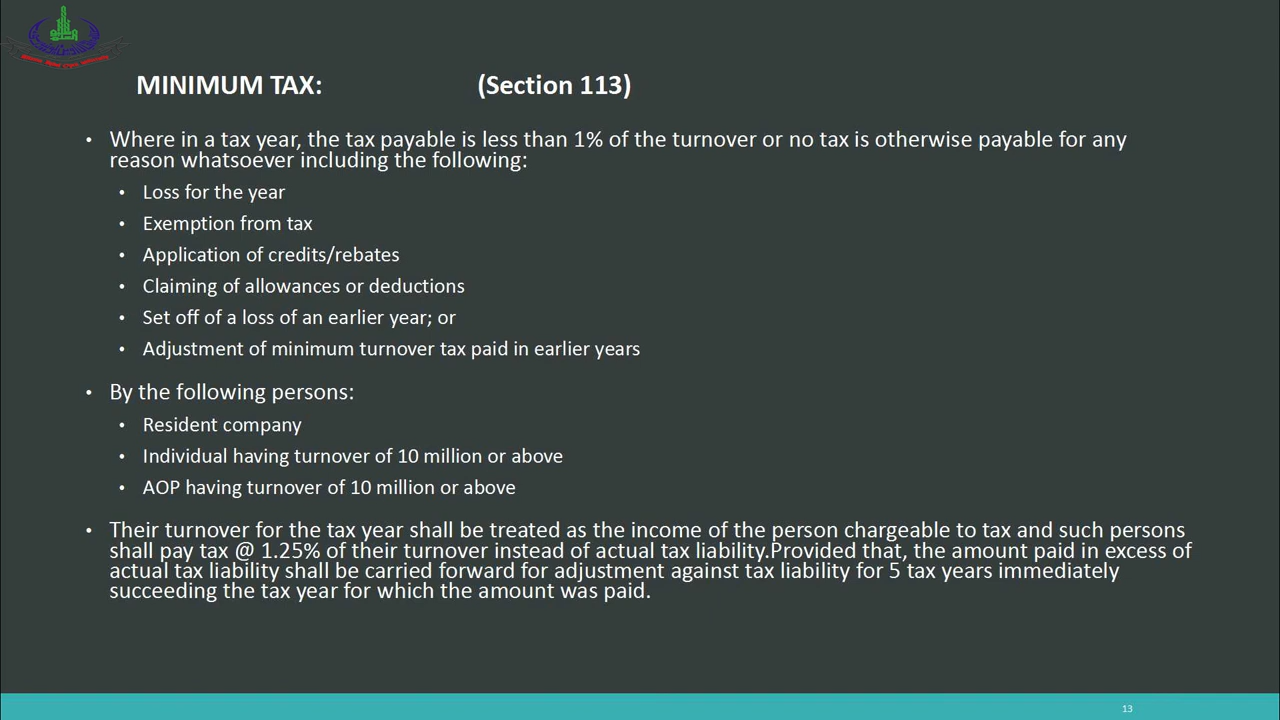 MINIMUM TAX: (Section 113)
• Where in a tax year, the tax payable is less than 1% of the turnover or no tax is otherwise payable for any
reason whatsoever including the following:
• Loss for the year
• Exemption from tax
• Application of credits/rebates
• Claiming of allowances or deductions
• Set off of a loss of an earlier year; or
• Adjustment of minimum turnover tax paid in earlier years
• By the following persons:
• Resident company
• Individual having turnover of 10 million or above
• AOP having turnover of 10 million or above
• Their turnover for the tax year shall be treated as the income of the person chargeable to tax and such persons
shall pay tax @ 1.25% of their turnover instead of actual tax liability.Provided that, the amount paid in excess of
actual tax liability shall be carried forward for adjustment against tax liability for 5 tax years immediately
succeeding the tax year for which the amount was paid.
13